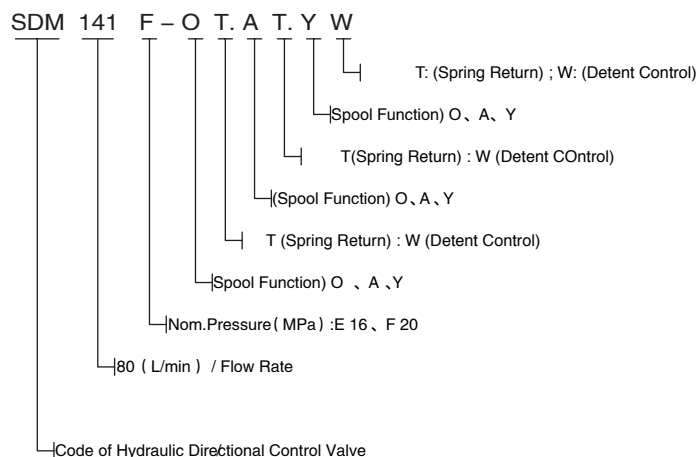 SDM 141 F – O T. A T. Y W
T: (Spring Return) ; W: (Detent Control)
Spool Function) O、A、Y
T(Spring Return) : W (Detent COntrol)
(Spool Function) O、A、Y
T (Spring Return) : W (Detent Control)
Spool Function) O 、A 、Y
Nom.Pressure(MPa) :E 16、F 20
80 (L/min) / Flow Rate
Code of Hydraulic Directional Control Valve